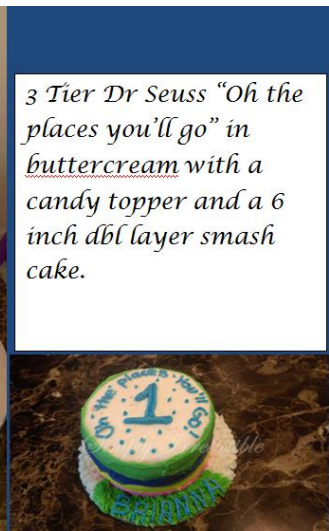 3 Tier Dr Seuss “Oh the
places you’ll go” in
buttercream with a
candy topper and a 6
inch dbl layer smash
cake.
Oh the places You'll Go!
1
BRIANNA